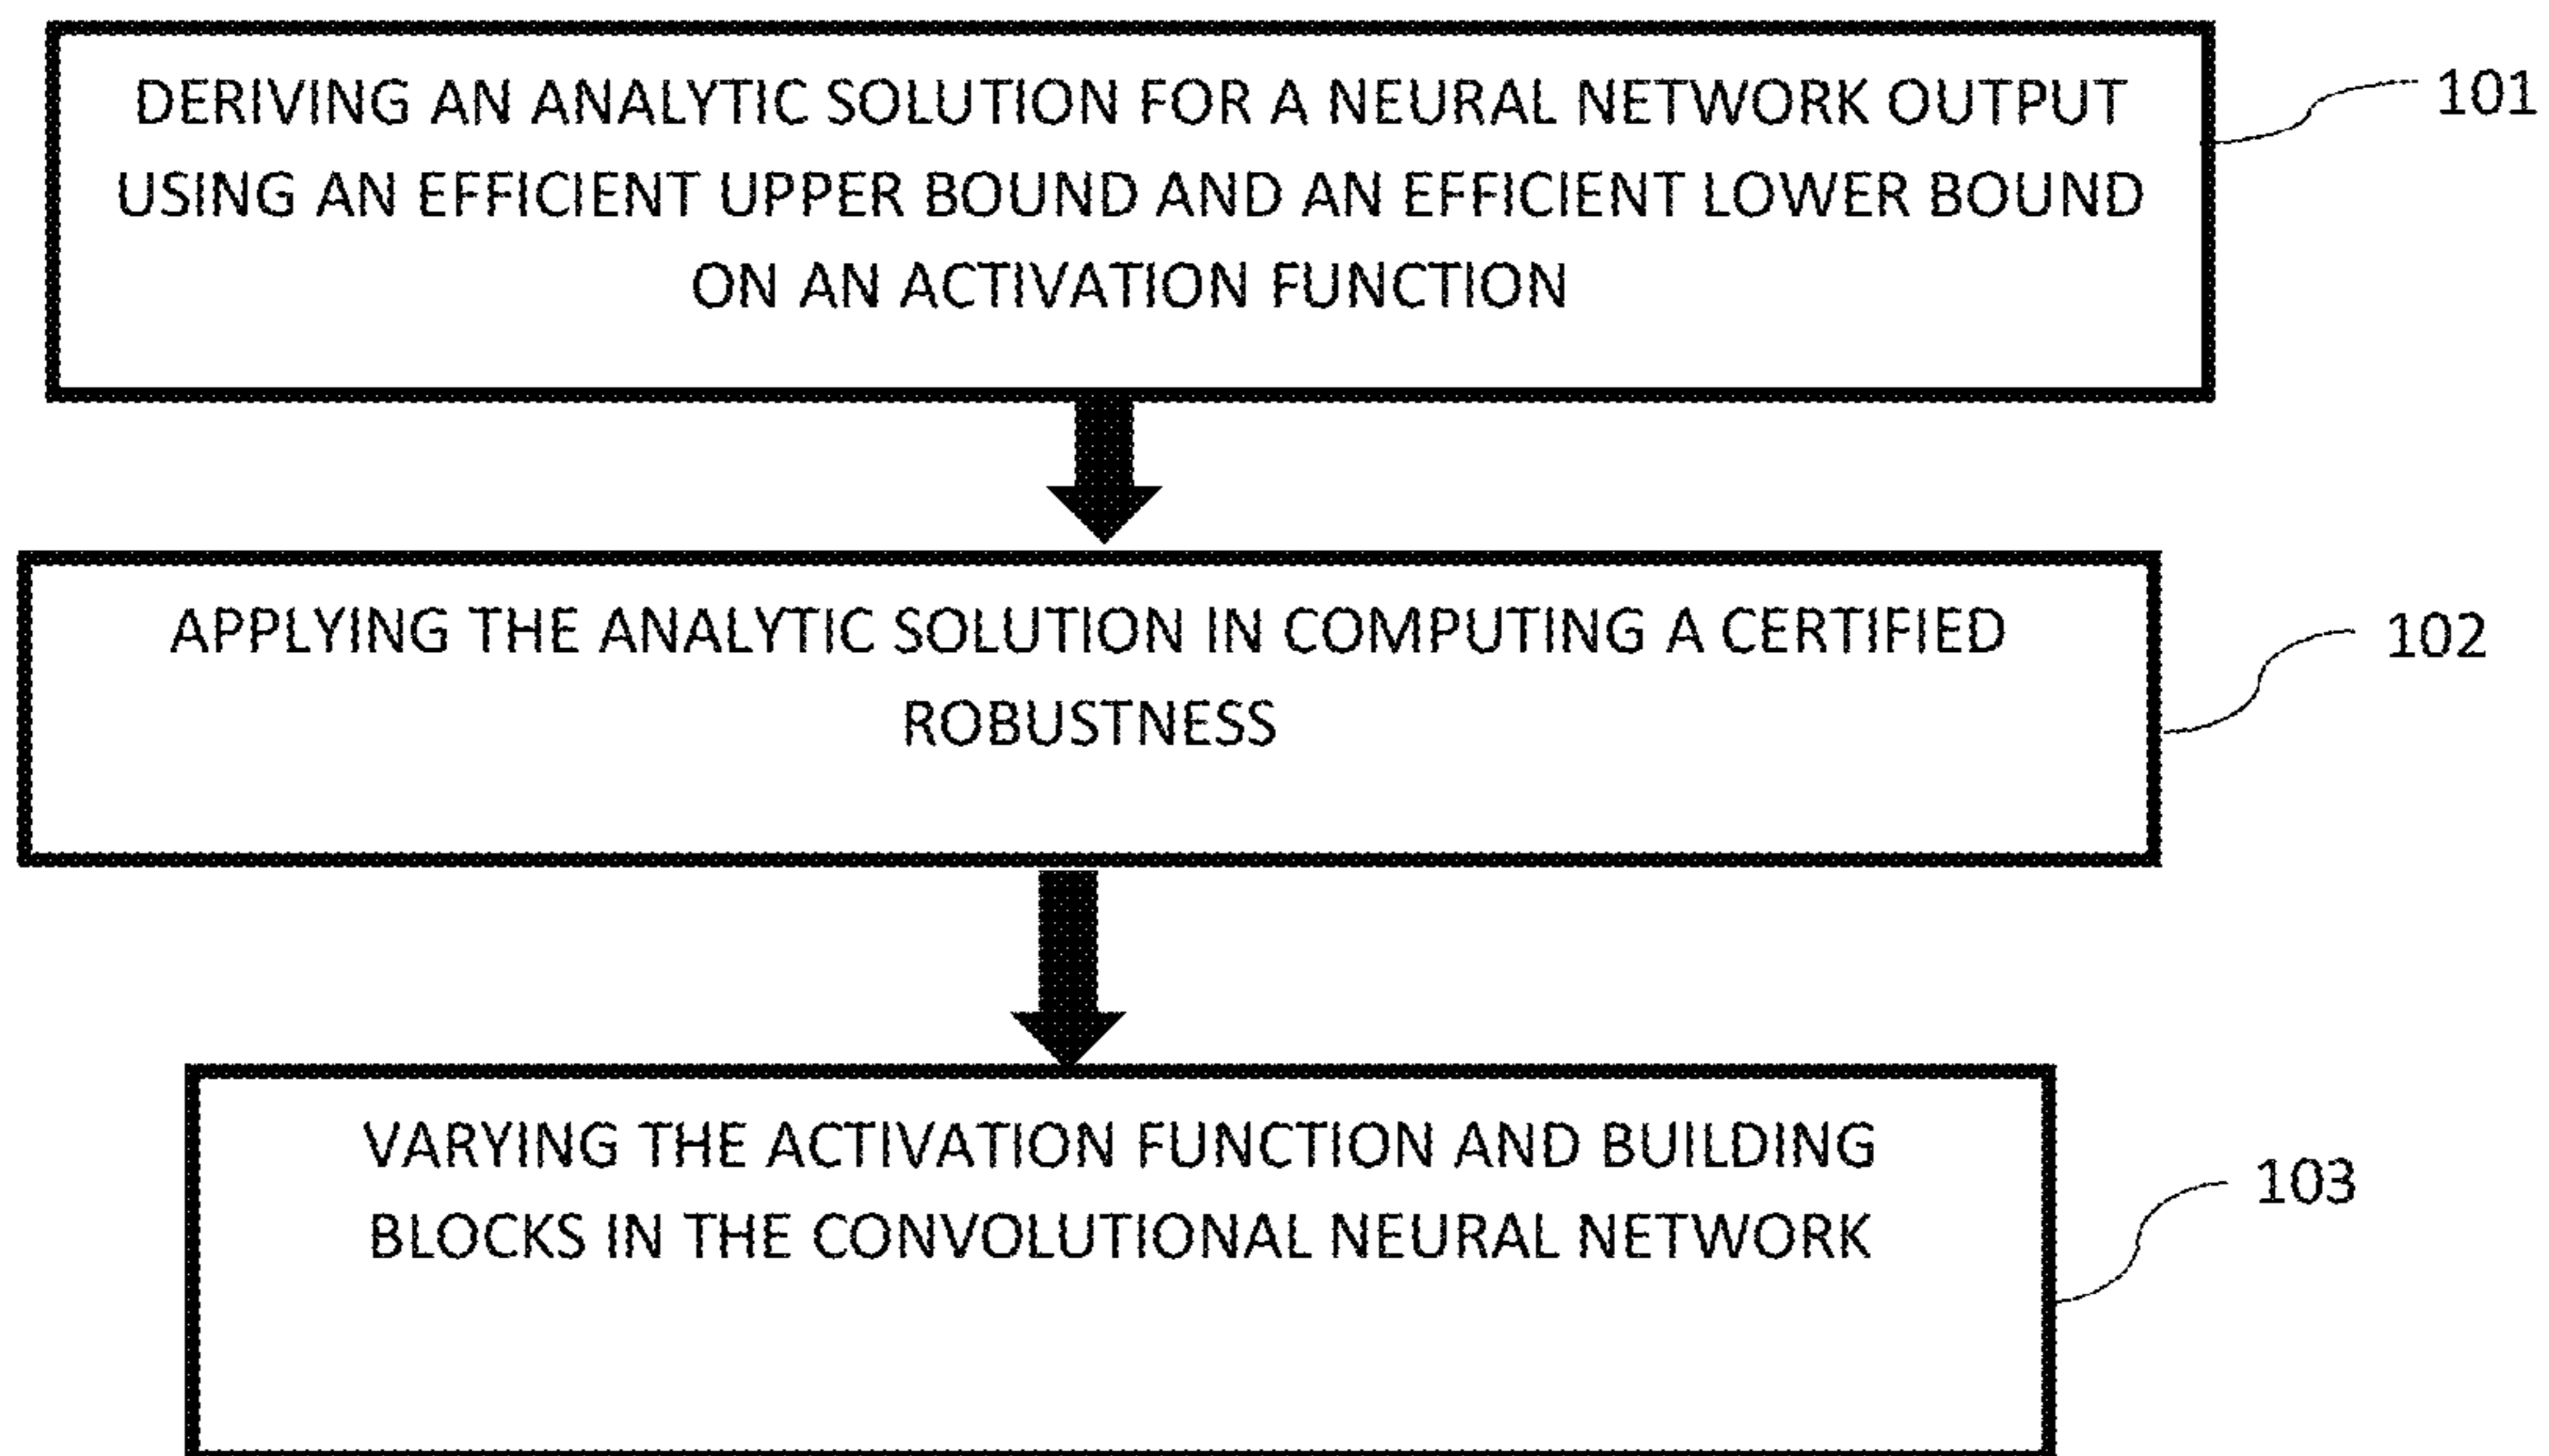 DERIVING AN ANALYTIC SOLUTION FOR A NEURAL NETWORK OUTPUT
USING AN EFFICIENT UPPER BOUND AND AN EFFICIENT LOWER BOUND
ON AN ACTIVATION FUNCTION
101
APPLYING THE ANALYTIC SOLUTION IN COMPUTING A CERTIFIED
ROBUSTNESS
102
VARYING THE ACTIVATION FUNCTION AND BUILDING
BLOCKS IN THE CONVOLUTIONAL NEURAL NETWORK
103